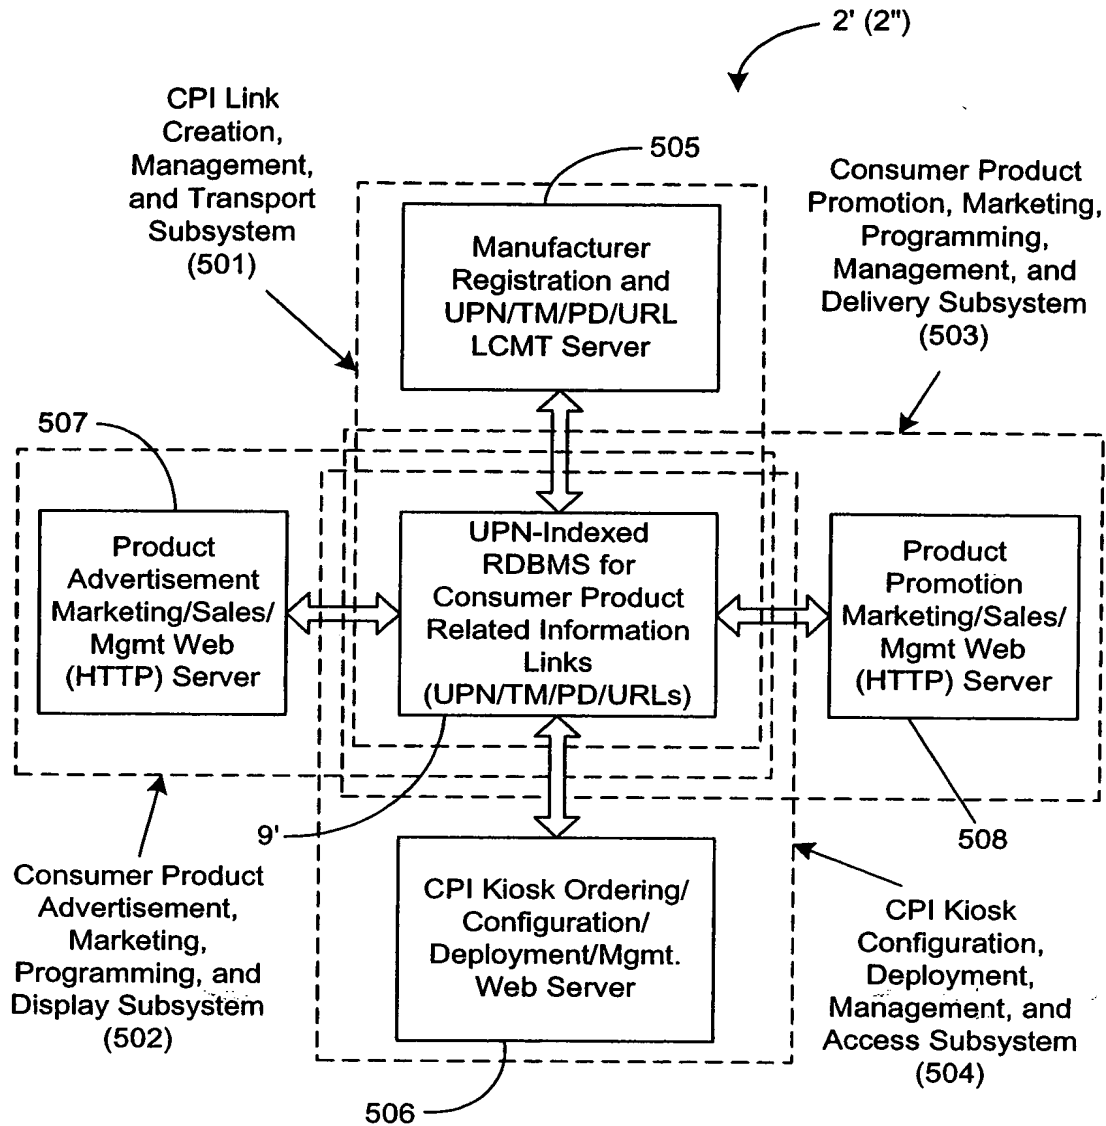 2' (2")
CPI Link
Creation,
Management,
and Transport
Subsystem
(501)
505
Consumer Product
Promotion, Marketing,
Programming,
Management, and
Delivery Subsystem
(503)
Manufacturer
Registration and
UPN/TM/PD/URL
LCMT Server
507
Product
Advertisement
Marketing/Sales/
Mgmt Web
(HTTP) Server
UPN-Indexed
RDBMS for
Consumer Product
Related Information
Links
(UPN/TM/PD/URLs)
Product
Promotion
Marketing/Sales/
Mgmt Web
(HTTP) Server
9'
508
Consumer Product
Advertisement,
Marketing,
Programming, and
Display Subsystem
(502)
CPI Kiosk Ordering/
Configuration/
Deployment/Mgmt.
Web Server
CPI Kiosk
Configuration,
Deployment,
Management, and
Access Subsystem
(504)
506